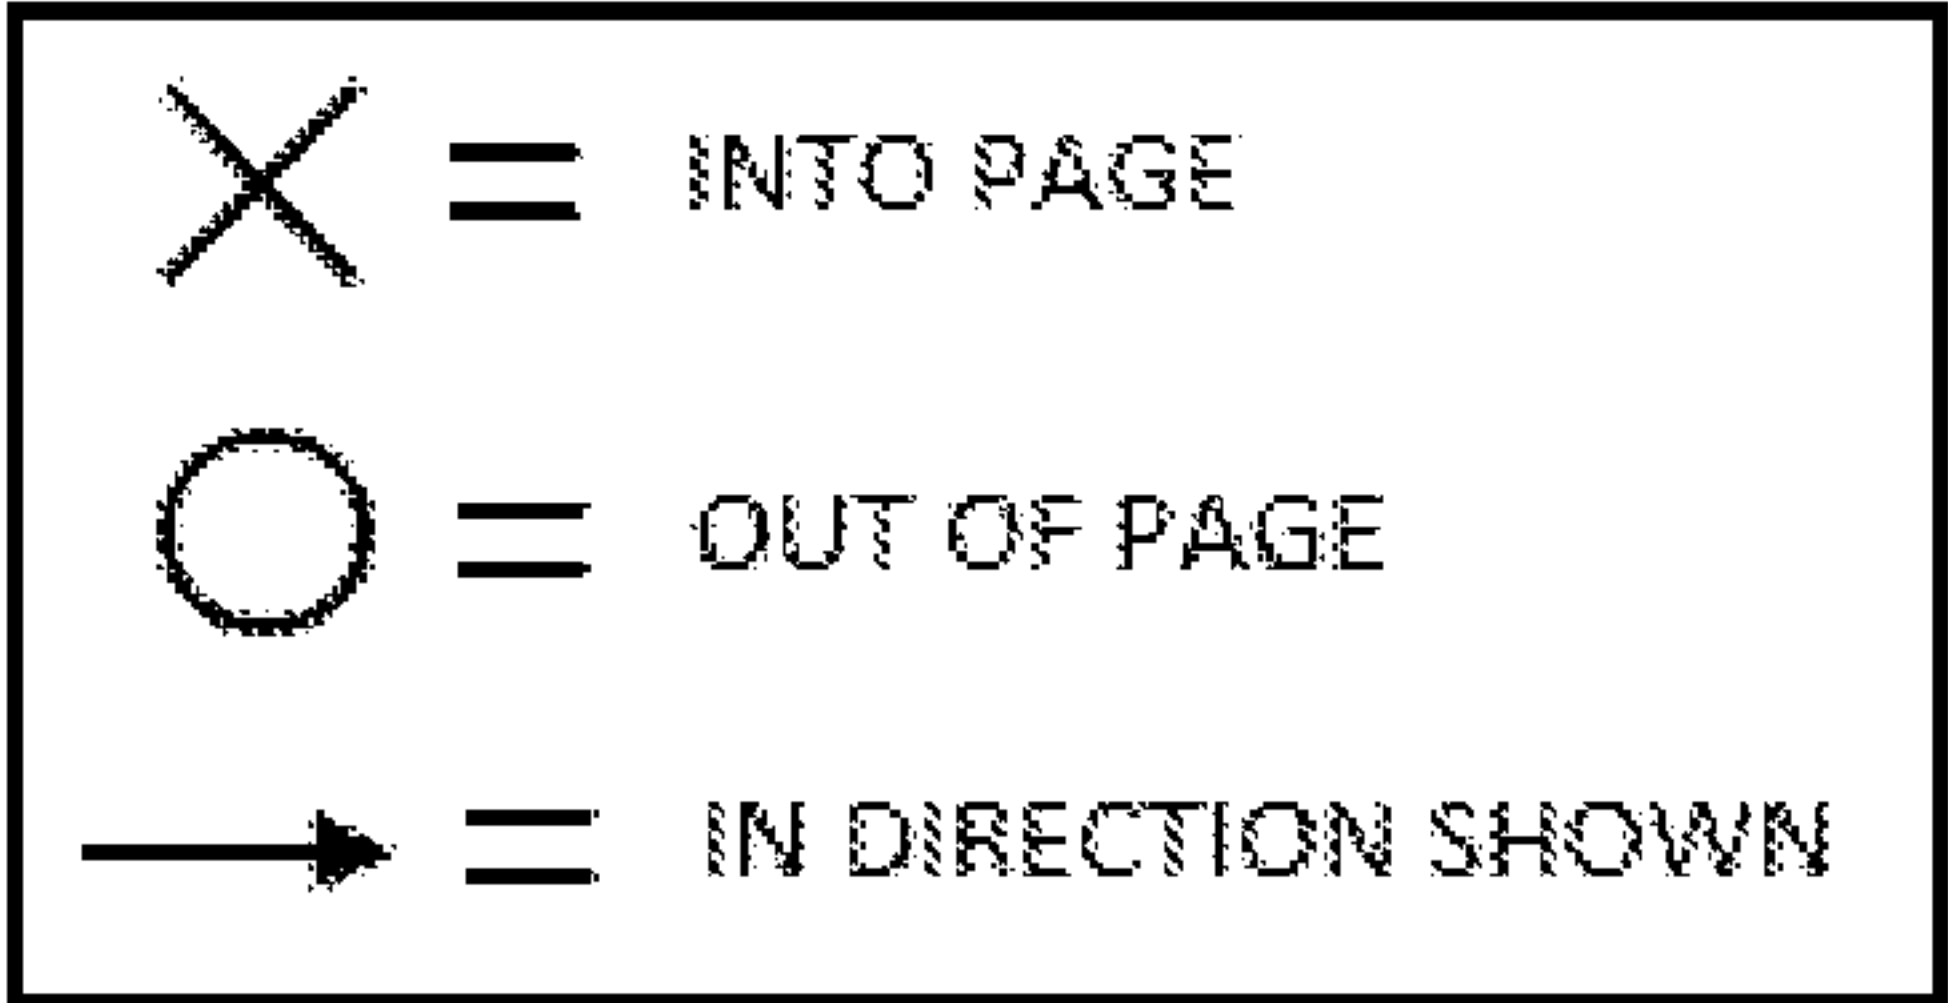 = INTO PAGE
= OUT OF PAGE
= IN DIRECTION SHOWN